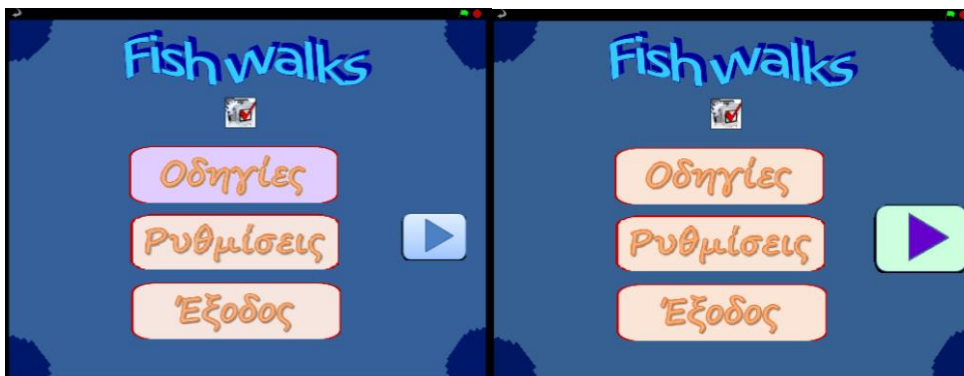 Fish walks
Οδηγίες
Ρυθμίσεις
Έξοδος
Fish walks
Οδηγίες
Ρυθμίσεις
Έξοδος